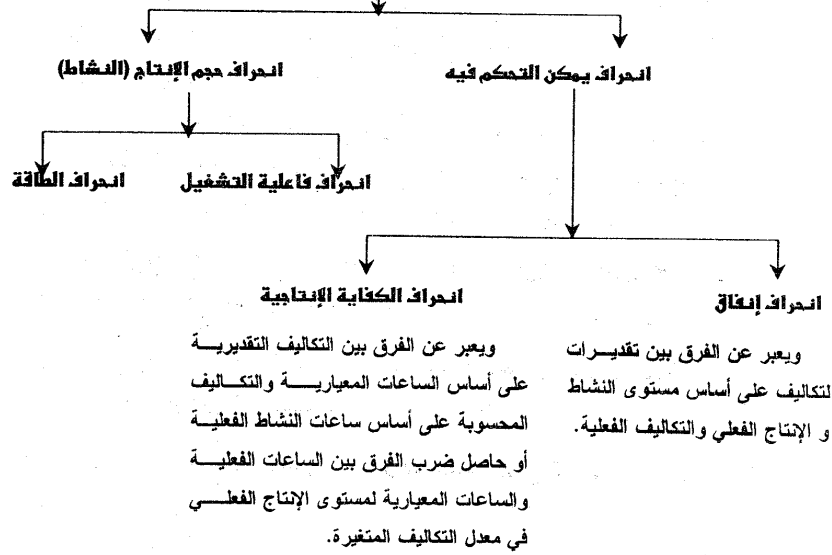 انحراف يمكن التحكم فيه
انحراف حجم الإنتاج (النشاط)
انحراف فاعلية التشغيل
انحراف الطاقة
انحراف إنفاق
ويعبر عن الفرق بين تقديرات
لتكاليف على أساس مستوى النشاط
و الإنتاج الفعلي والتكاليف الفعلية.
انحراف الكفاية الإنتاجية
ويعبر عن الفرق بين التكاليف التقديرية
على أساس الساعات المعيارية والتكاليف
المحسوبة على أساس ساعات النشاط الفعلية
أو حاصل ضرب الفرق بين الساعات الفعلية
والساعات المعيارية لمستوى الإنتاج الفعلي
في معدل التكاليف المتغيرة.